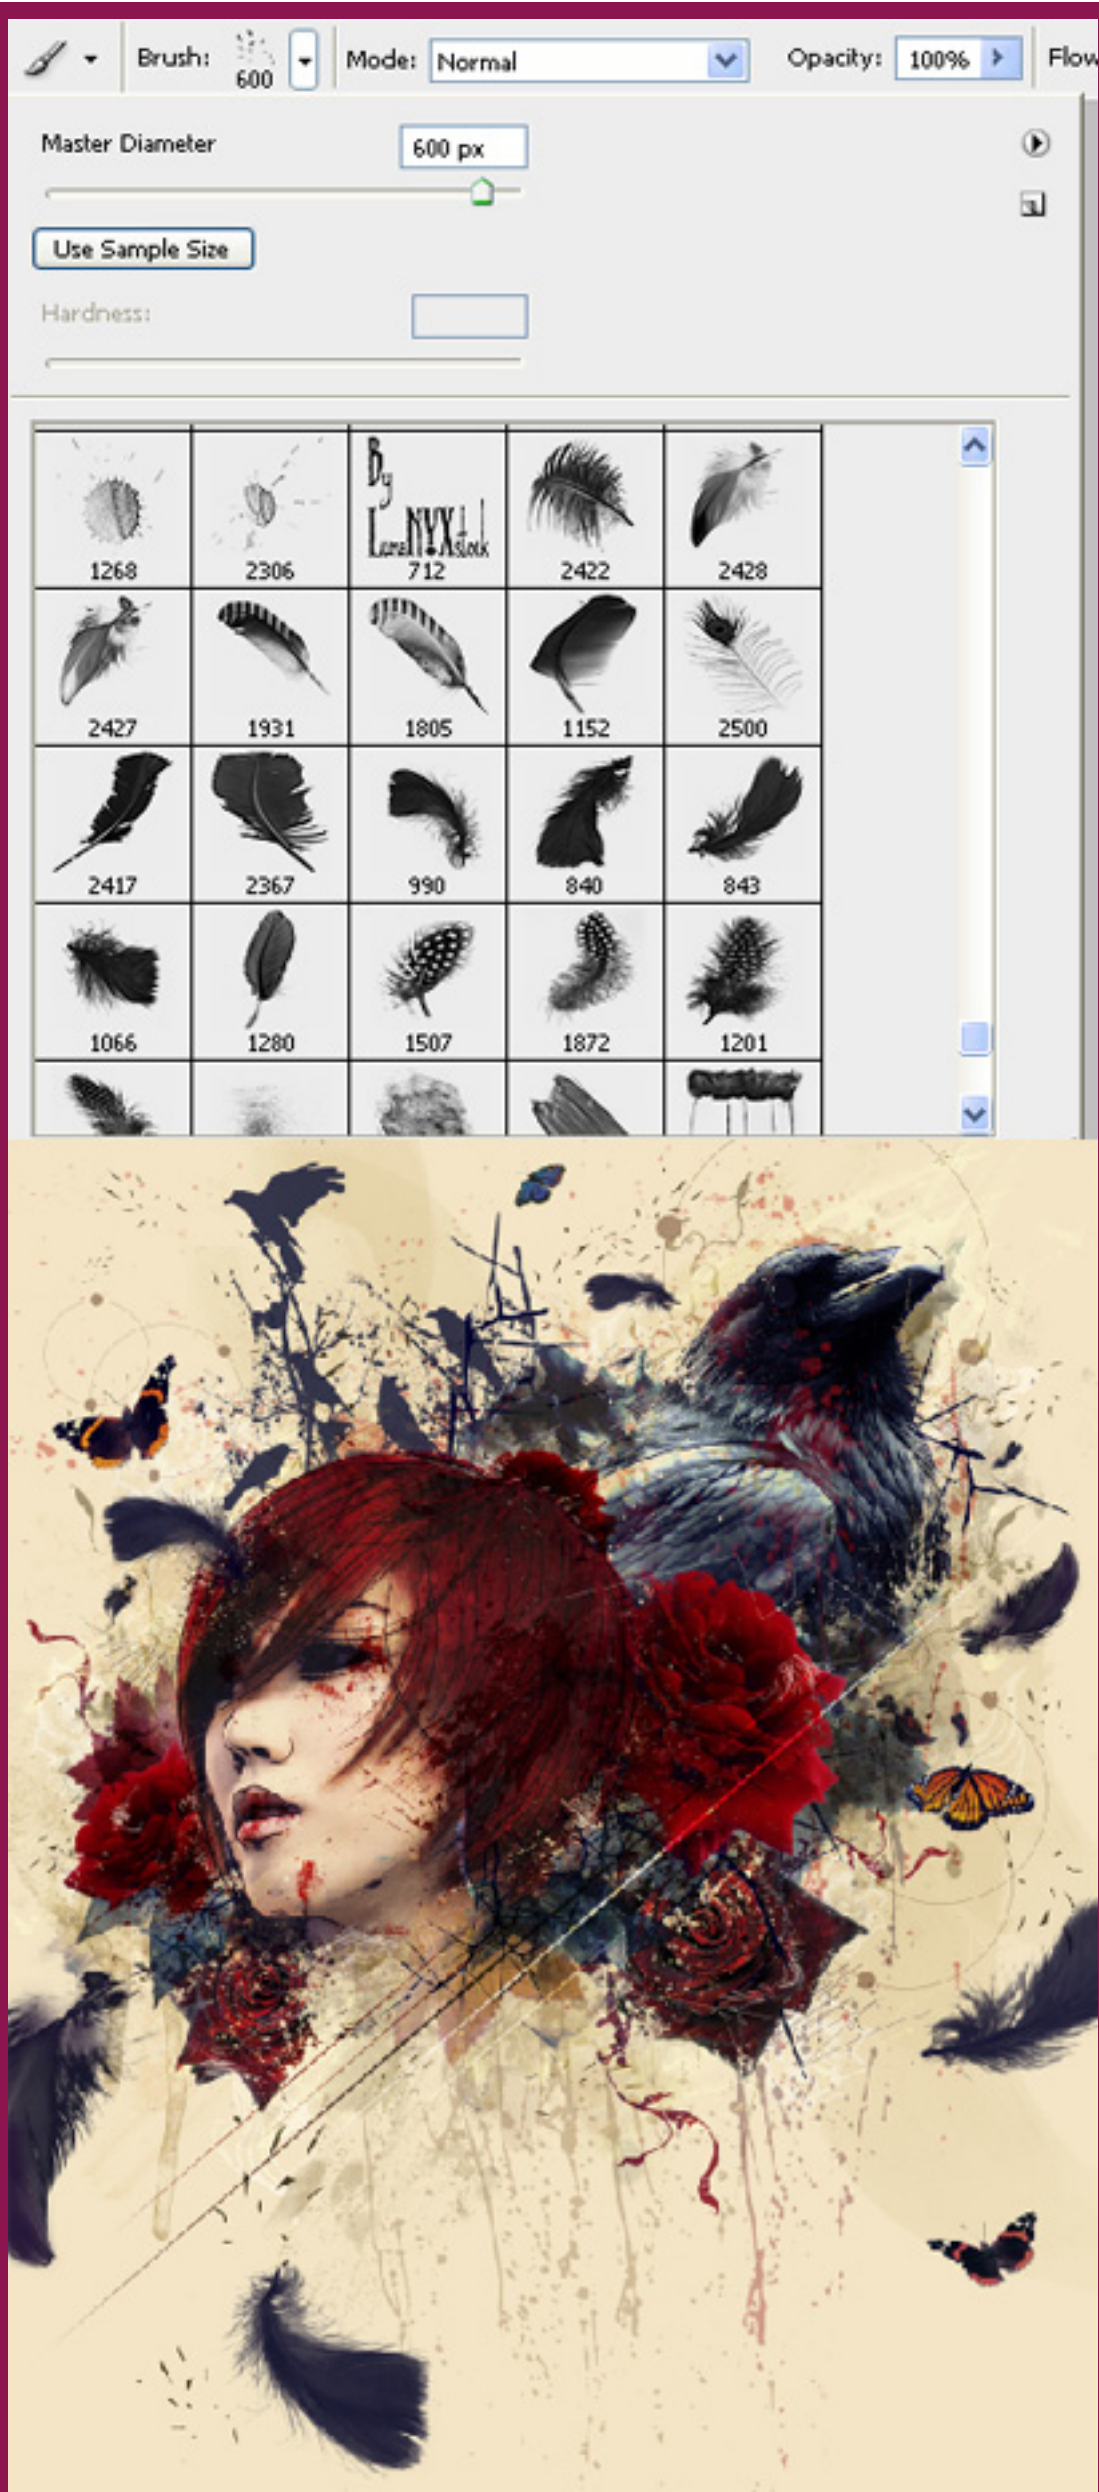 Brush: 600 Mode: Normal Opacity: 100% Flow
Master Diameter 600 px
Use Sample Size
Hardness:
By
LunaNYXstock
1268 2306 712 2422 2428
2427 1931 1805 1152 2500
2417 2367 990 840 843
1066 1280 1507 1872 1201